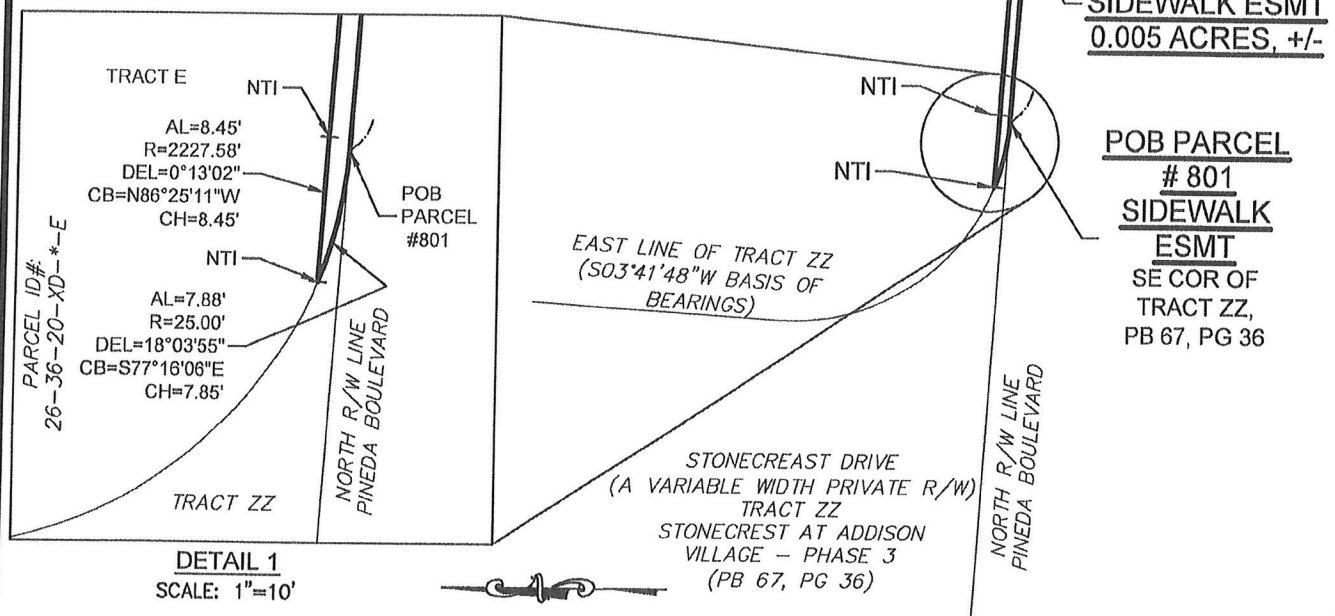 TRACT E
NTI
AL=8.45'
R=2227.58'
DEL=0°13'02"
CB=N86°25'11"W
CH=8.45'
NTI
AL=7.88'
R=25.00'
DEL=18°03'55"
CB=S77°16'06"E
CH=7.85'
POB
PARCEL
#801
PARCEL ID#:
26-36-20-XD-*-E
TRACT ZZ
NORTH R/W LINE
PINEDA BOULEVARD
DETAIL 1
SCALE: 1"=10'
NTI
NTI
EAST LINE OF TRACT ZZ
(S03°41'48"W BASIS OF
BEARINGS)
STONECREAST DRIVE
(A VARIABLE WIDTH PRIVATE R/W)
TRACT ZZ
STONECREST AT ADDISON
VILLAGE – PHASE 3
(PB 67, PG 36)
NORTH R/W LINE
PINEDA BOULEVARD
SIDEWALK ESMT
0.005 ACRES, +/-
POB PARCEL
# 801
SIDEWALK
ESMT
SE COR OF
TRACT ZZ,
PB 67, PG 36